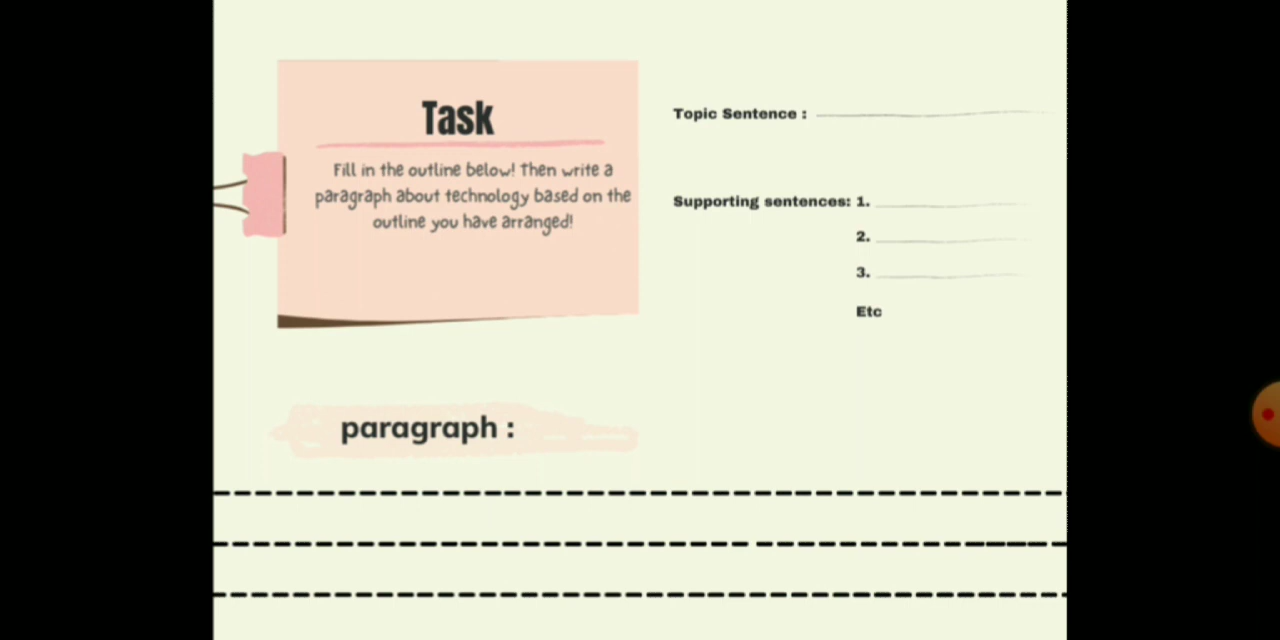 Task
Fill in the outline below! Then write a
paragraph about technology based on the
outline you have arranged!
Topic Sentence :
Supporting sentences: 1.
2.
3.
Etc
paragraph :